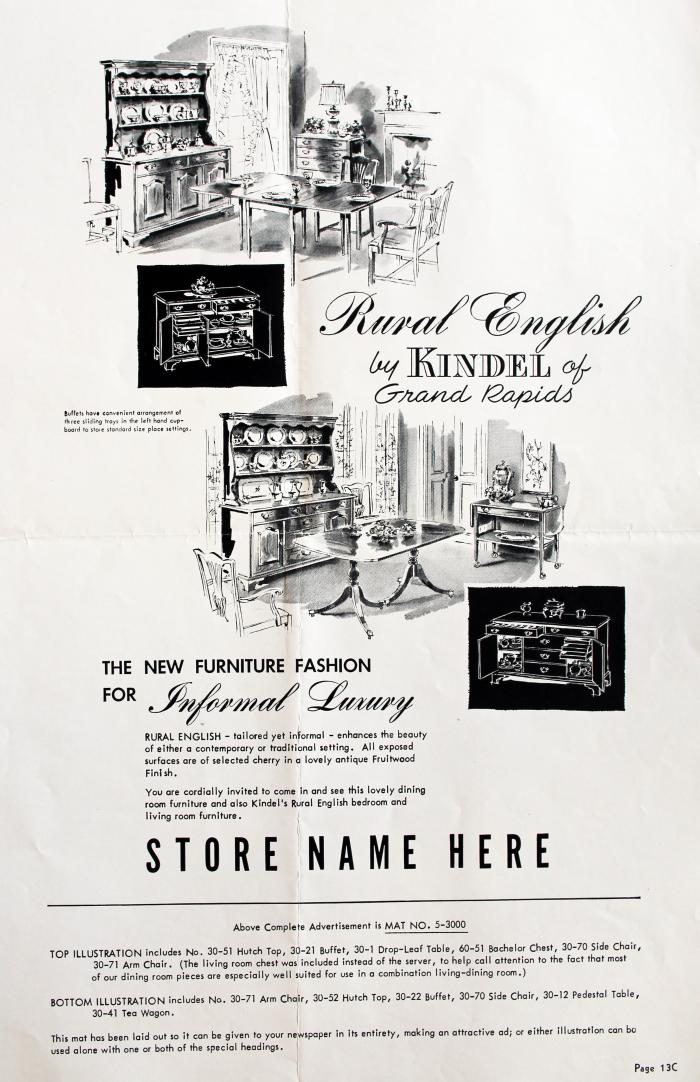 Rural English
by KINDEL of
Grand Rapids
Buffets have convenient arrangement of
three sliding trays in the left hand cup-
board to store standard size place settings.
THE NEW FURNITURE FASHION
FOR Informal Luxury
RURAL ENGLISH - tailored yet informal - enhances the beauty
of either a contemporary or traditional setting. All exposed
surfaces are of selected cherry in a lovely antique Fruitwood
Finish.
You are cordially invited to come in and see this lovely dining
room furniture and also Kindel's Rural English bedroom and
living room furniture.
STORE NAME HERE
Above Complete Advertisement is MAT NO. 5-3000
TOP ILLUSTRATION includes No. 30-51 Hutch Top, 30-21 Buffet, 30-1 Drop-Leaf Table, 60-51 Bachelor Chest, 30-70 Side Chair,
30-71 Arm Chair. (The living room chest was included instead of the server, to help call attention to the fact that most
of our dining room pieces are especially well suited for use in a combination living-dining room.)
BOTTOM ILLUSTRATION includes No. 30-71 Arm Chair, 30-52 Hutch Top, 30-22 Buffet, 30-70 Side Chair, 30-12 Pedestal Table,
30-41 Tea Wagon.
This mat has been laid out so it can be given to your newspaper in its entirety, making an attractive ad; or either illustration can be
used alone with one or both of the special headings.
Page 13C